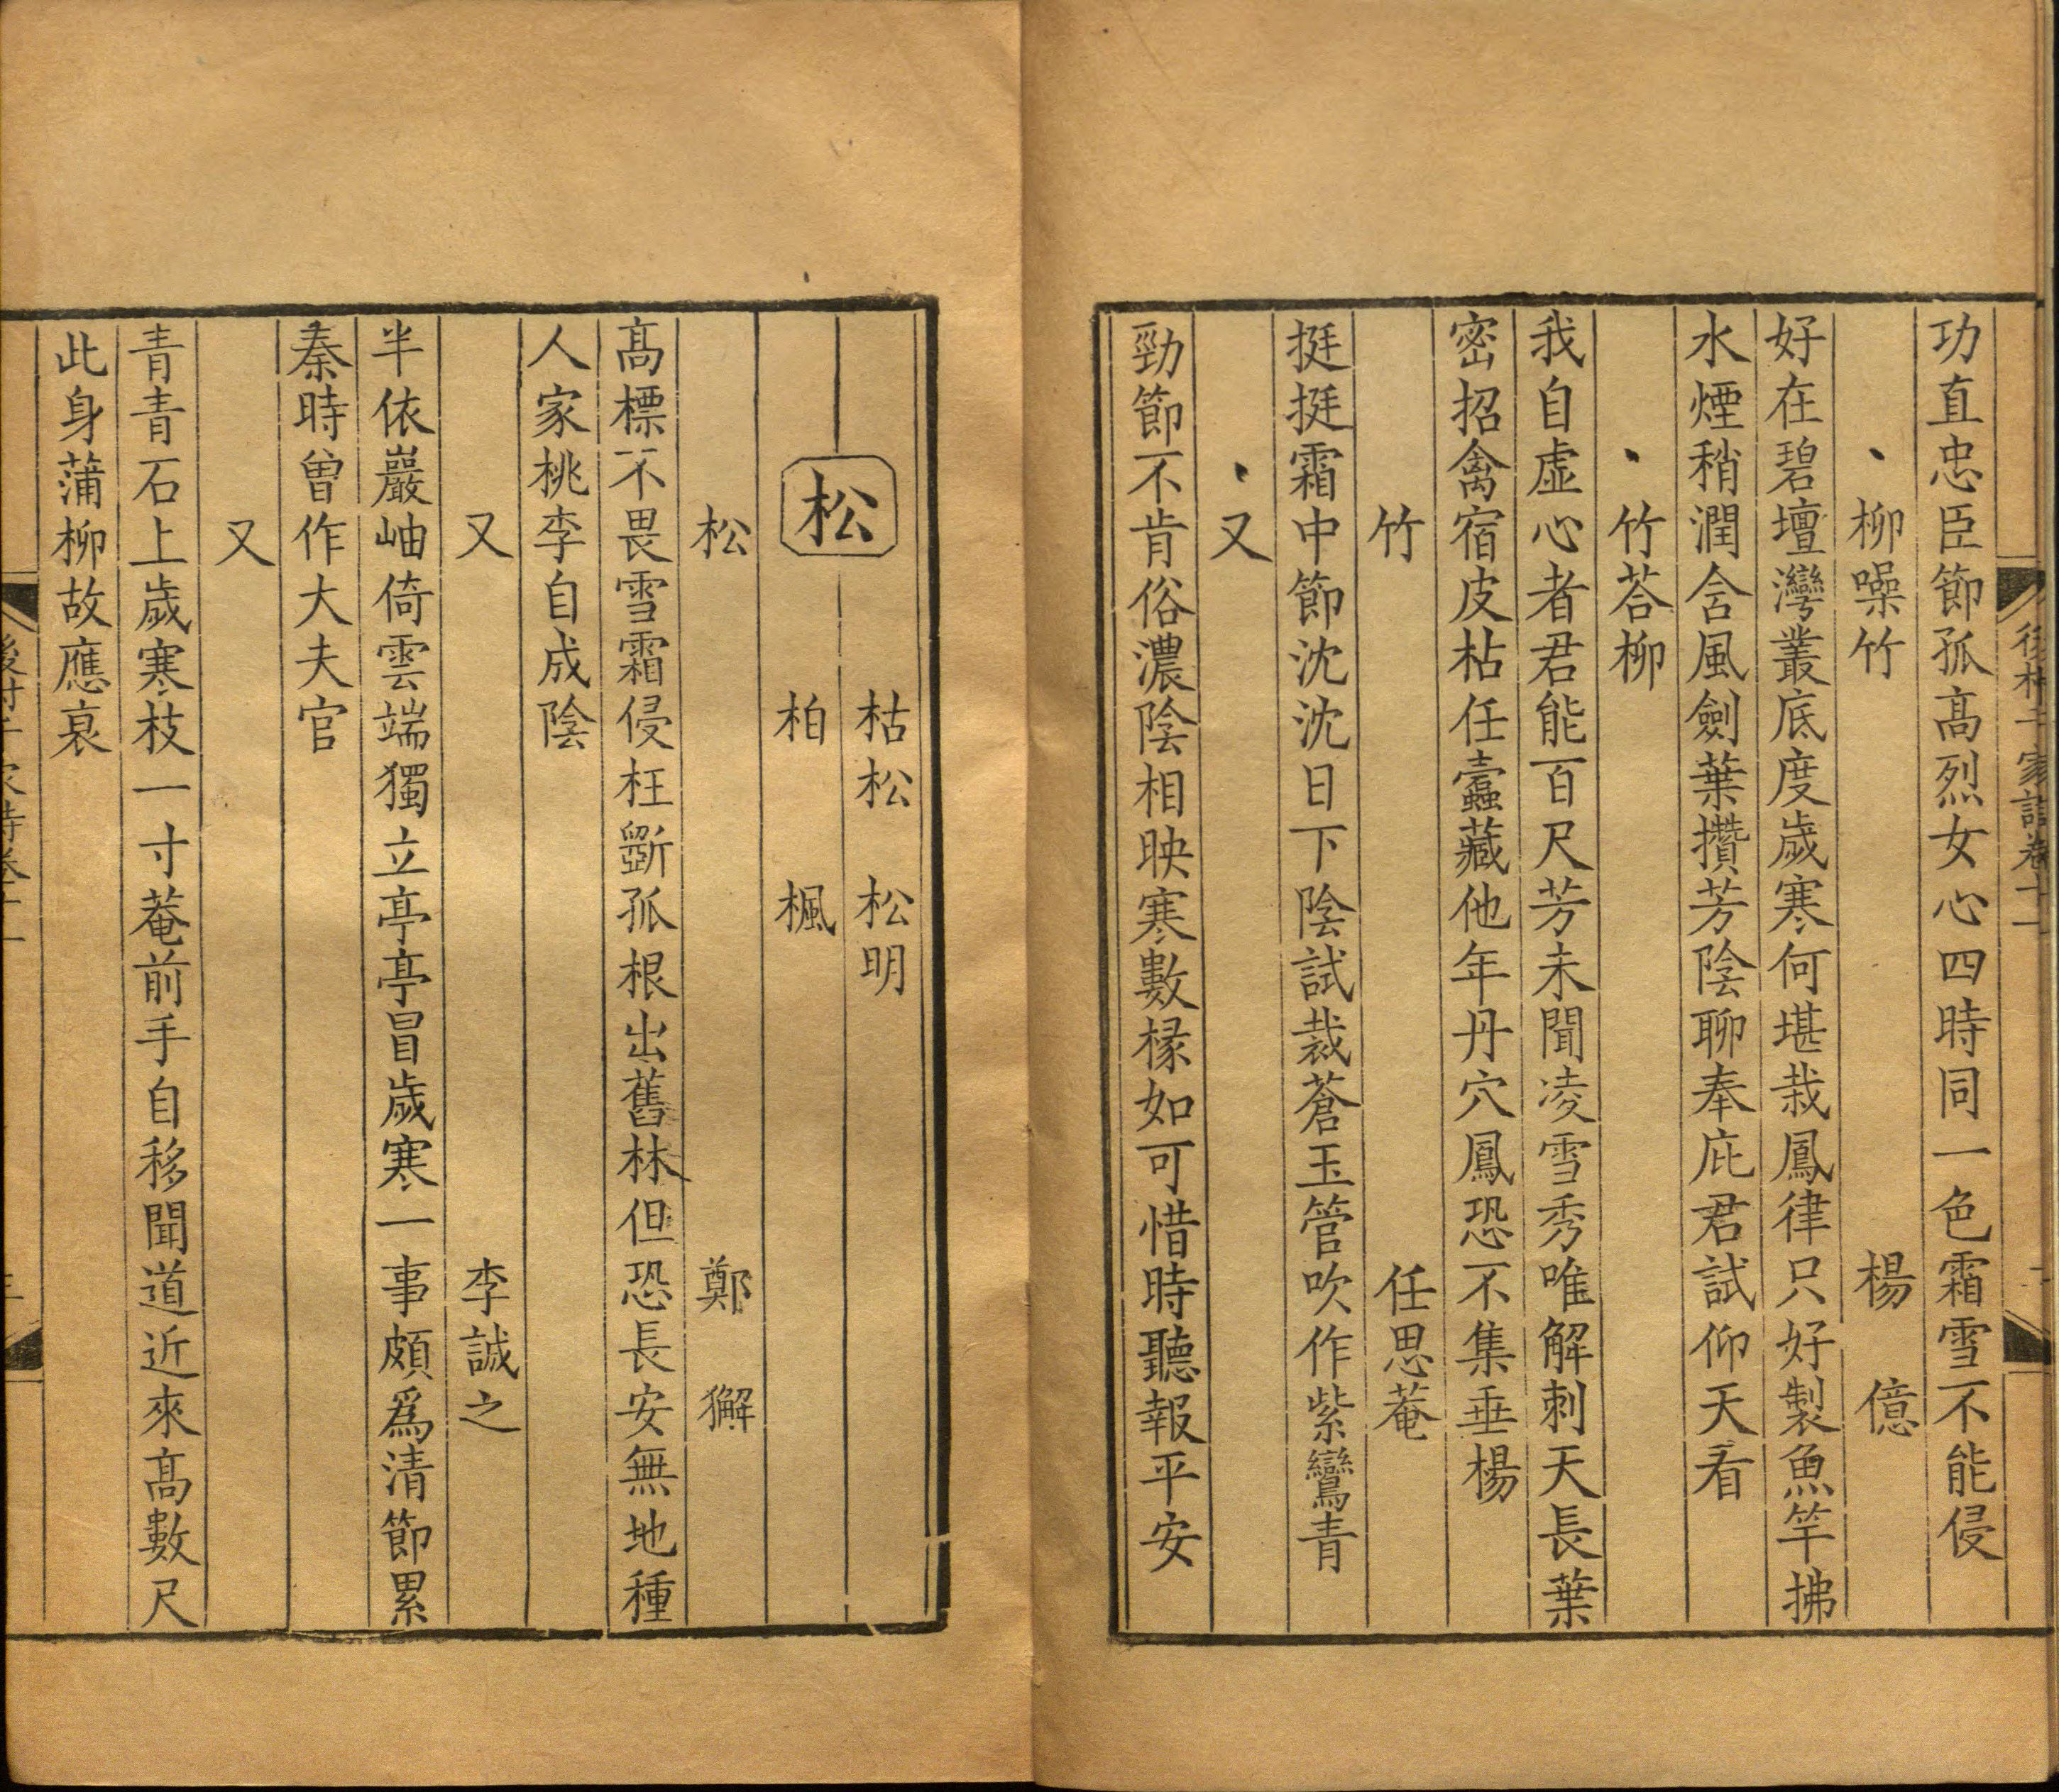 功直忠臣節孤高烈女心四時同一色霜雪不能侵
柳噪竹 楊億
好在碧壇灣叢底度歲寒何堪栽鳳律只好製魚竿拂
水煙稍潤含風劍葉攢芳陰聊奉庇君試仰天看
竹荅柳
我自虛心者君能百尺芳未聞凌雪秀唯解刺天長葉
密招禽宿皮枯任蠹藏他年丹穴鳳恐不集垂楊
竹 任思菴
挺挺霜中節沈沈日下陰試裁蒼玉管吹作紫鸞青
又
勁節不肯俗濃陰相映寒數椽如可惜時聽報平安
枯松 松明
松 柏 楓
松 鄭獬
高標不畏雪霜侵枉斵孤根出舊林但恐長安無地種
人家桃李自成陰
又 李誠之
半依巖岫倚雲端獨立亭亭冒歲寒一事頗爲清節累
秦時曾作大夫官
又
青青石上歲寒枝一寸菴前手自移聞道近來高數尺
此身蒲柳故應衰